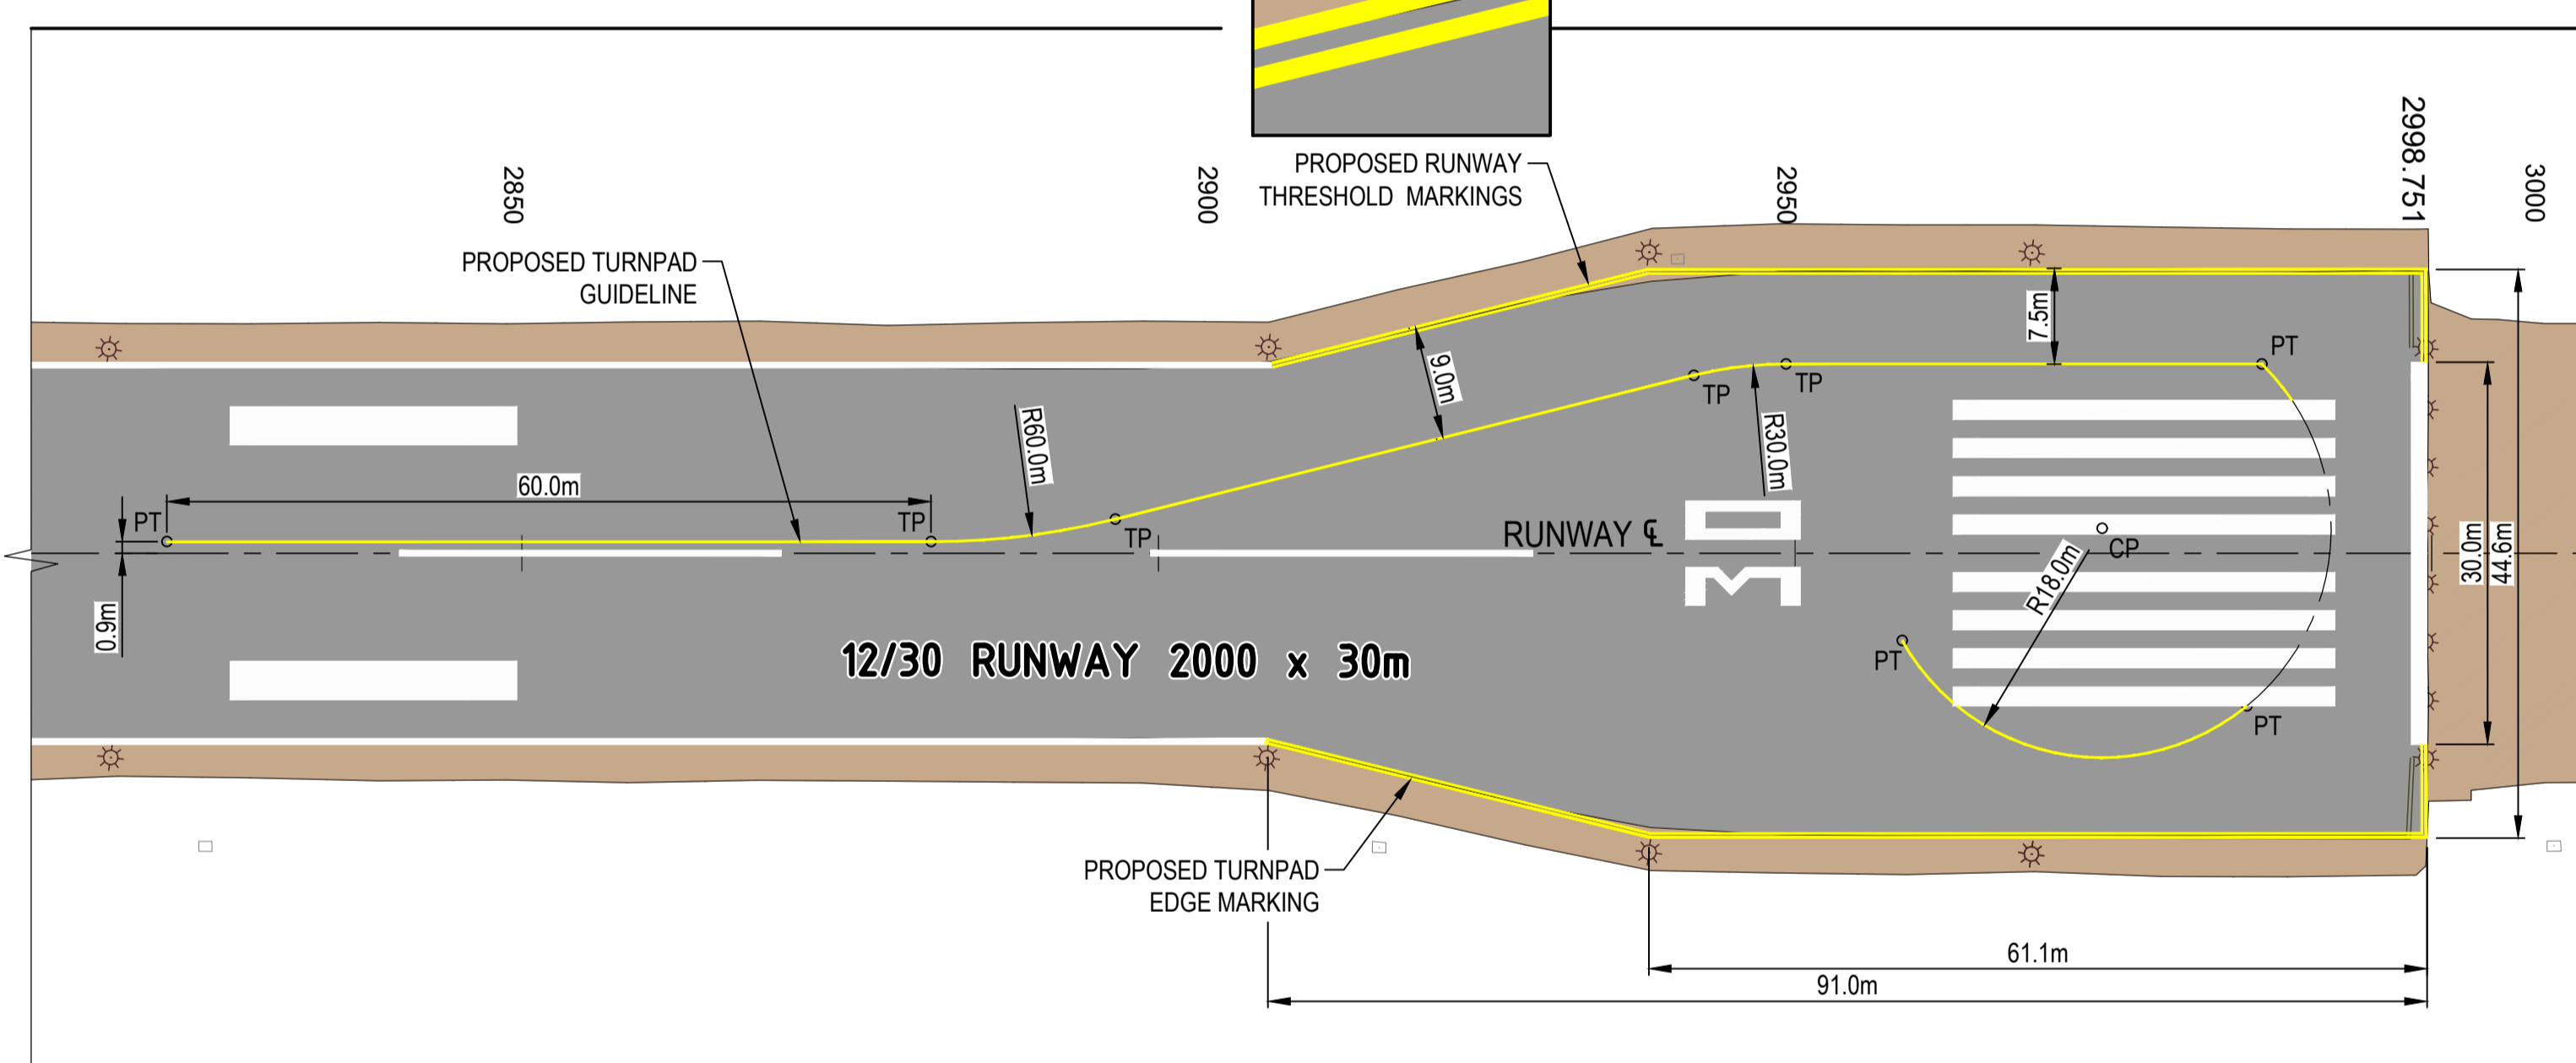 PROPOSED RUNWAY
THRESHOLD MARKINGS
2850
2900
2950
2998.751
3000
PROPOSED TURNPAD
GUIDELINE
7.5m
PT
9.0m
TP
TP
R60.0m
R30.0m
60.0m
PT
TP
TP
RUNWAY ℄
30
CP
R18.0m
30.0m
44.6m
0.9m
12/30 RUNWAY 2000 x 30m
PT
PT
PROPOSED TURNPAD
EDGE MARKING
61.1m
91.0m